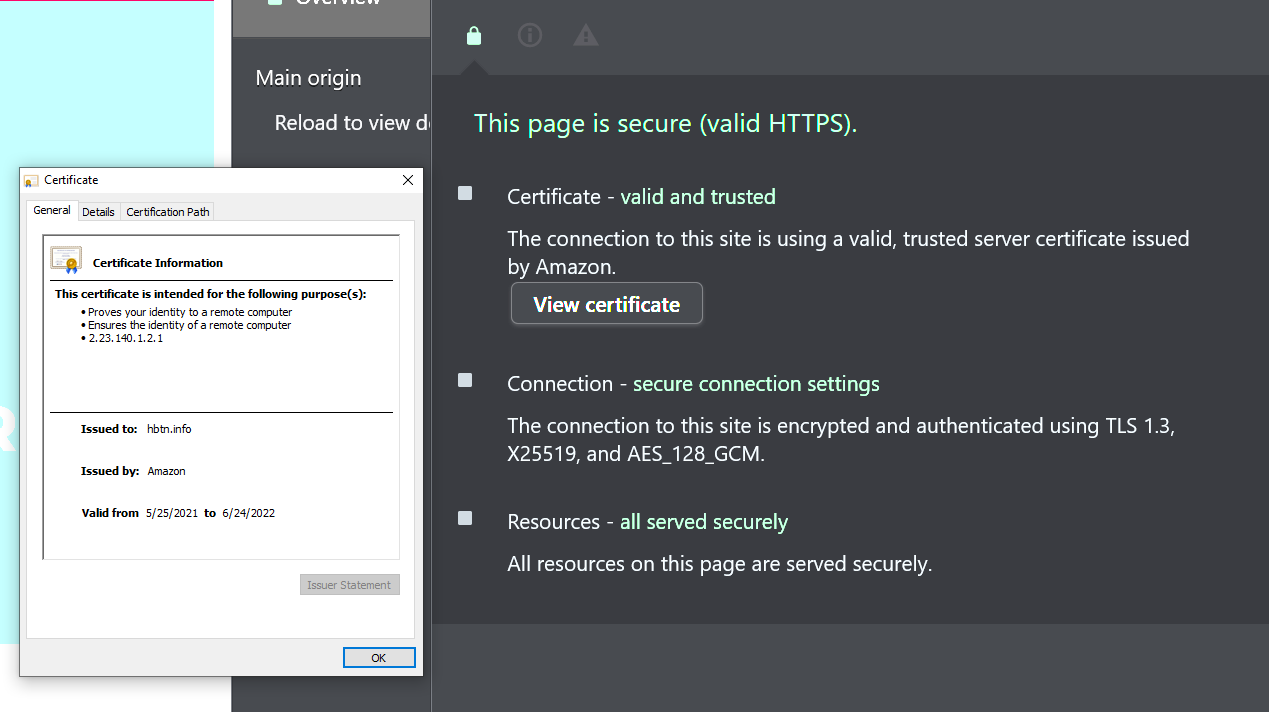 Overview
Main origin
Reload to view
This page is secure (valid HTTPS).
Certificate - valid and trusted
The connection to this site is using a valid, trusted server certificate issued
by Amazon.
View certificate
Connection - secure connection settings
The connection to this site is encrypted and authenticated using TLS 1.3,
X25519, and AES_128_GCM.
Resources - all served securely
All resources on this page are served securely.
Certificate
General Details Certification Path
Certificate Information
This certificate is intended for the following purpose(s):
• Proves your identity to a remote computer
• Ensures the identity of a remote computer
• 2.23.140.1.2.1
Issued to: hbtn.info
Issued by: Amazon
Valid from 5/25/2021 to 6/24/2022
Issuer Statement
OK
R